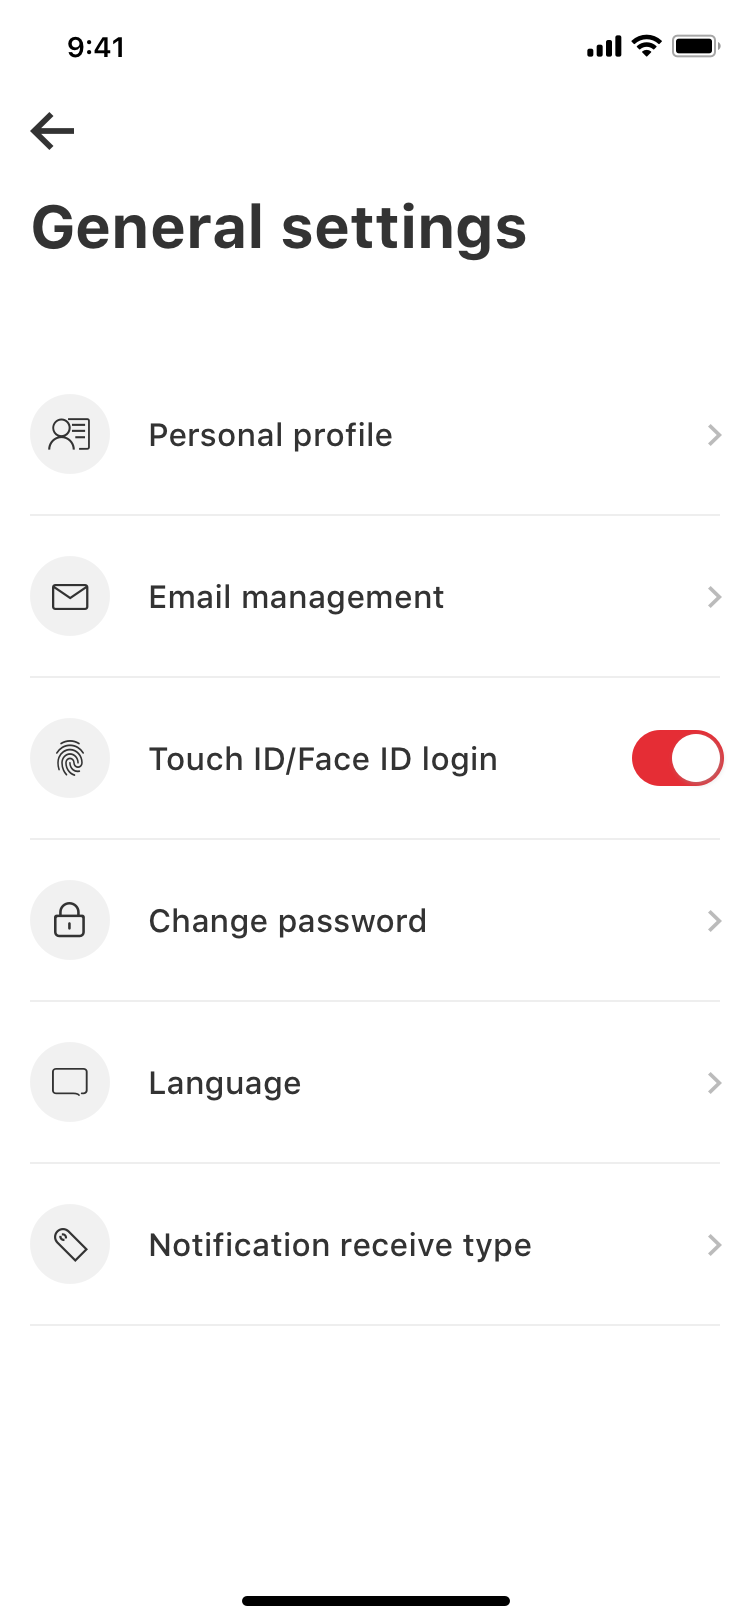 9:41
General settings
Personal profile
Email management
Touch ID/Face ID login
Change password
Language
Notification receive type